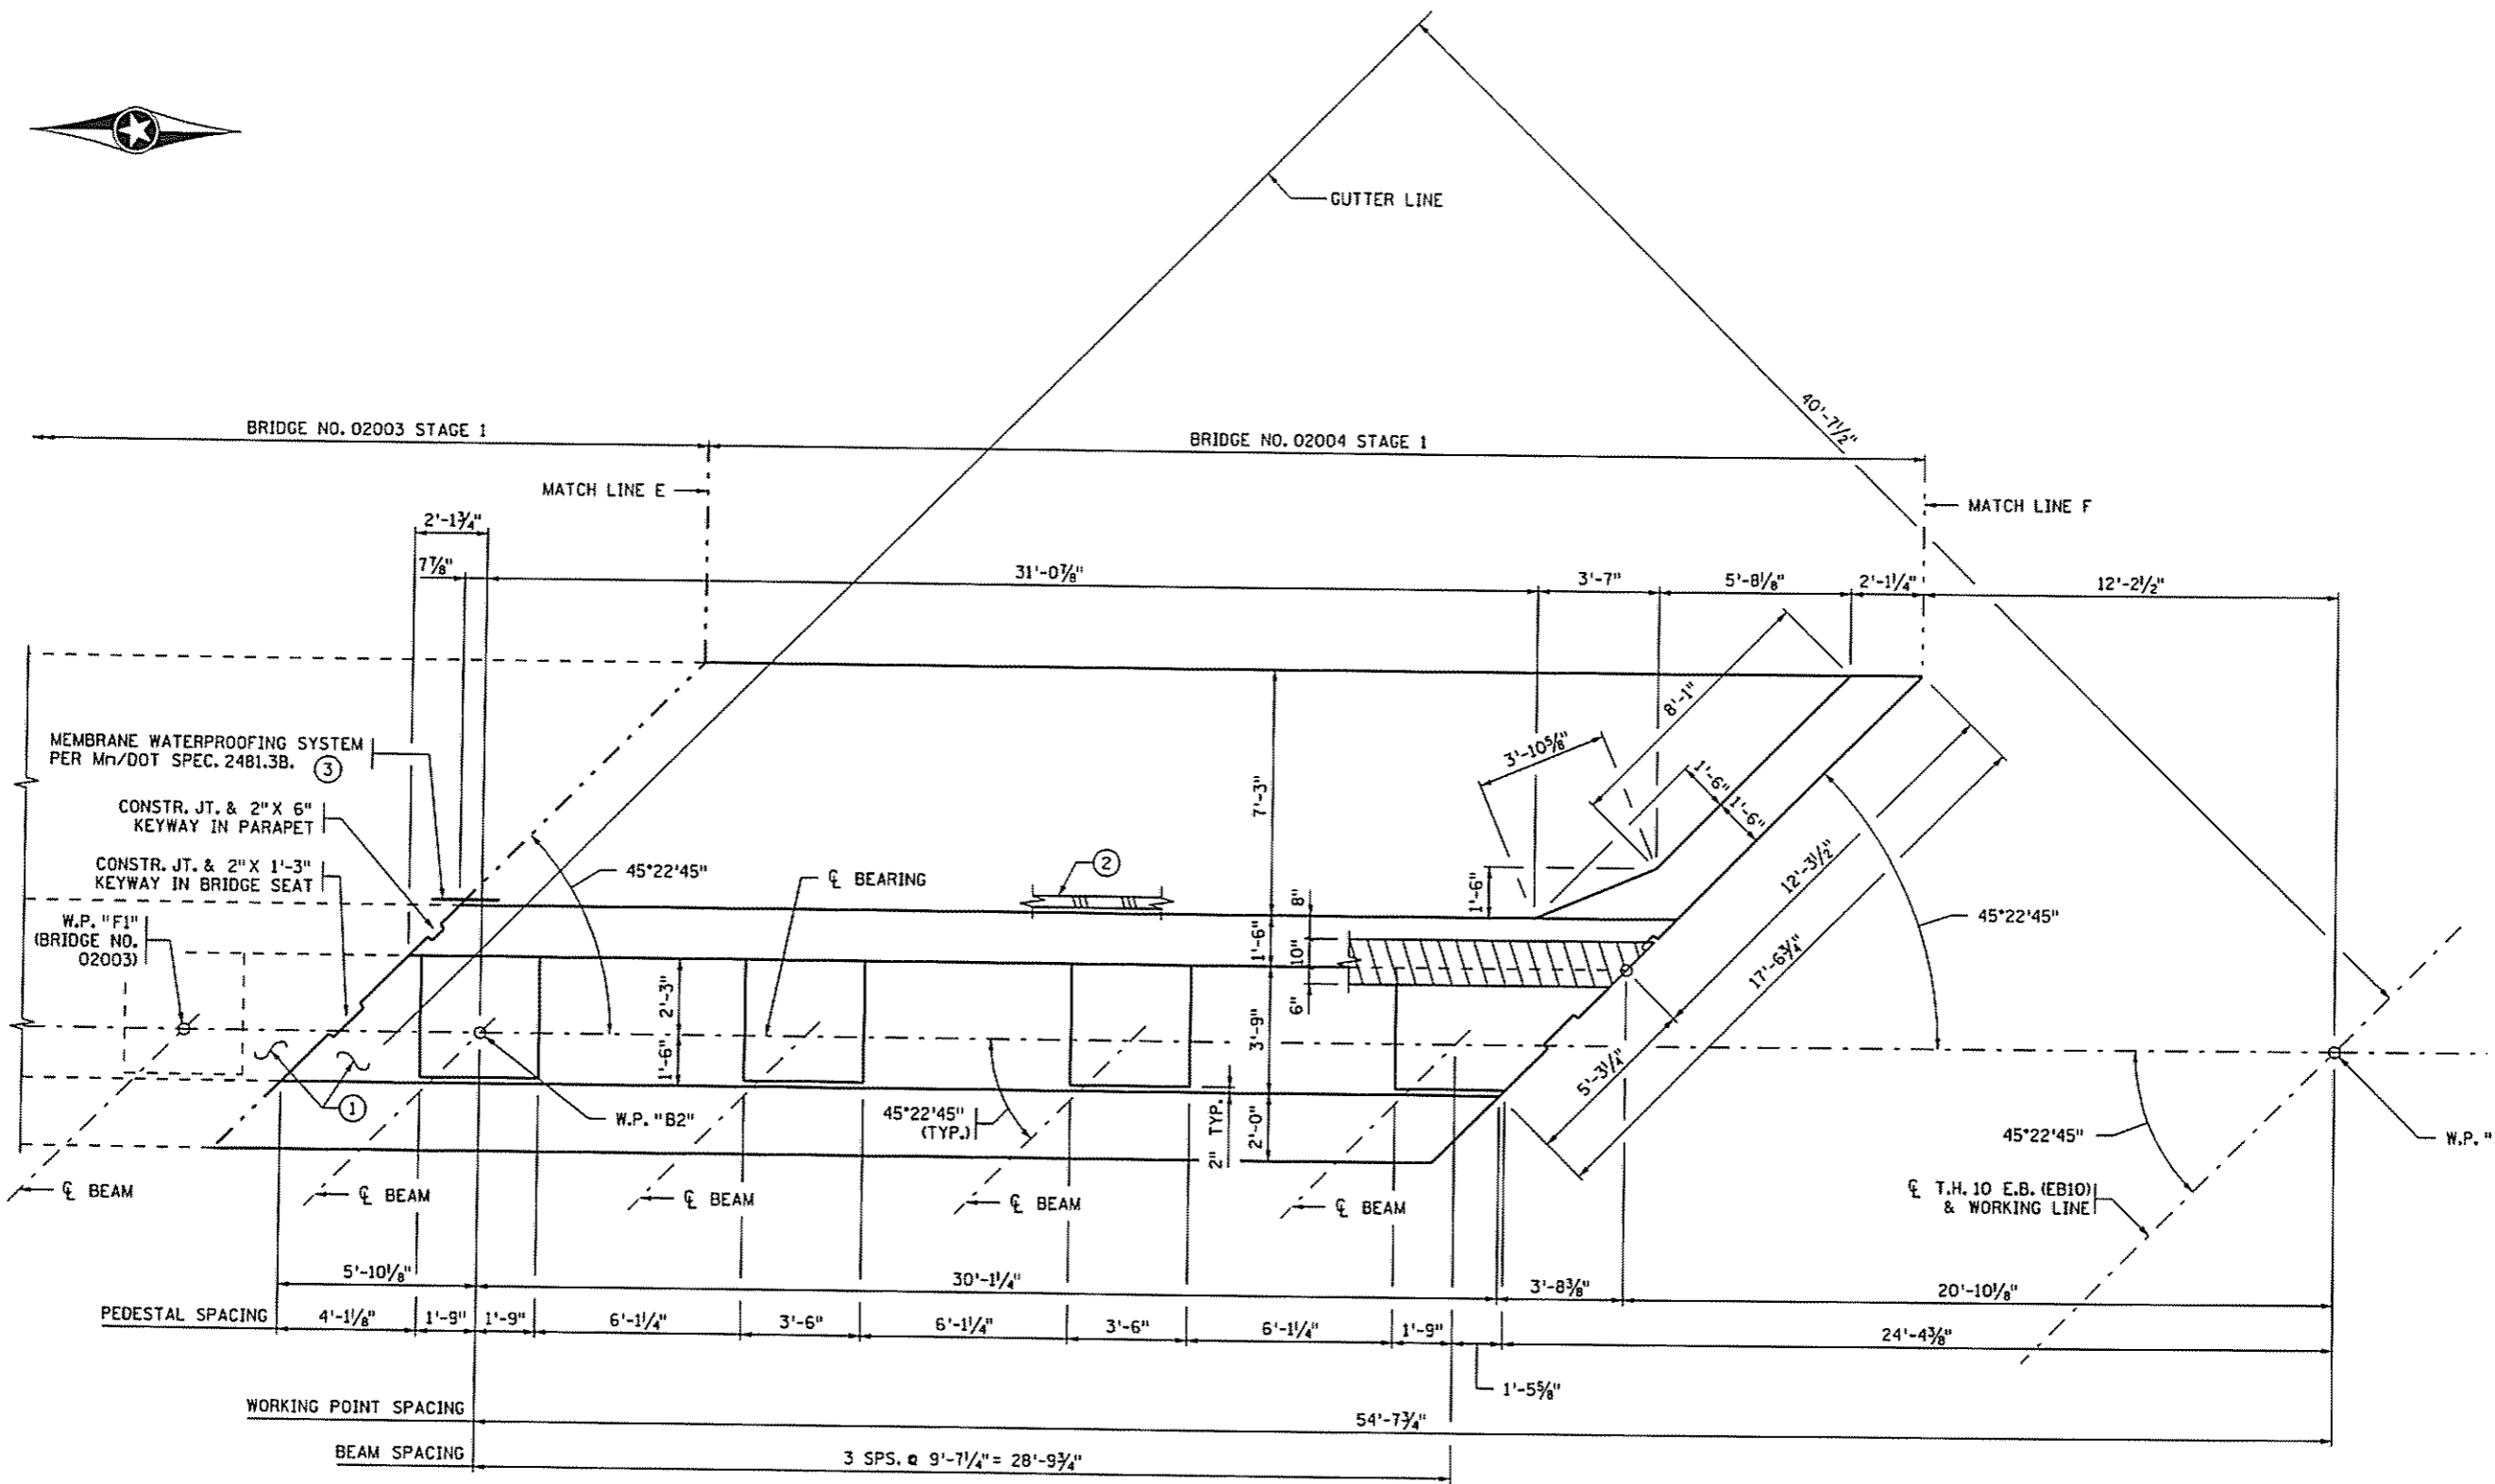 GUTTER LINE
40'-7½"
BRIDGE NO. 02003 STAGE 1
BRIDGE NO. 02004 STAGE 1
MATCH LINE E
MATCH LINE F
2'-1¾"
7⅞"
31'-0⅞"
3'-7"
5'-8⅛"
2'-1¼"
12'-2½"
MEMBRANE WATERPROOFING SYSTEM
PER Mn/DOT SPEC. 2481.3B.
3
CONSTR. JT. & 2" X 6"
KEYWAY IN PARAPET
CONSTR. JT. & 2" X 1'-3"
KEYWAY IN BRIDGE SEAT
W.P. "F1"
(BRIDGE NO.
02003)
45°22'45"
℄ BEARING
2
7'-3"
8'-1"
3'-10⅝"
1'-6"
1'-6"
1'-6"
8"
10"
6"
1'-6"
12'-3½"
17'-6¾"
5'-3¼"
45°22'45"
2'-3"
1'-6"
3'-9"
1
W.P. "B2"
45°22'45"
(TYP.)
2" TYP.
2'-0"
45°22'45"
W.P. "
℄ T.H. 10 E.B. (EB10)
& WORKING LINE
℄ BEAM
℄ BEAM
℄ BEAM
℄ BEAM
℄ BEAM
5'-10⅛"
30'-1¼"
3'-8⅜"
20'-10⅛"
PEDESTAL SPACING
4'-1⅛"
1'-9"
1'-9"
6'-1¼"
3'-6"
6'-1¼"
3'-6"
6'-1¼"
1'-9"
24'-4⅜"
1'-5⅝"
WORKING POINT SPACING
54'-7¾"
BEAM SPACING
3 SPS. @ 9'-7¼" = 28'-9¾"